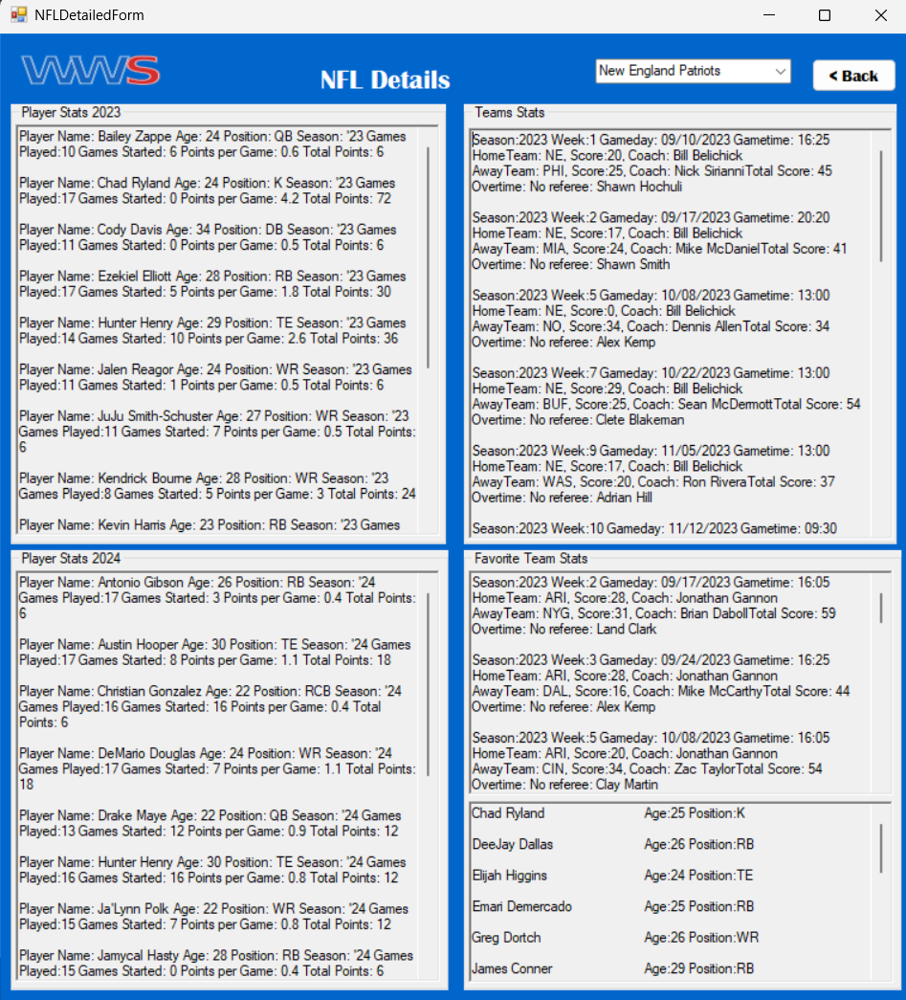 NFLDetailedForm
WWS
NFL Details
New England Patriots
< Back
Player Stats 2023
Player Name: Bailey Zappe Age: 24 Position: QB Season: '23 Games
Played:10 Games Started: 6 Points per Game: 0.6 Total Points: 6
Player Name: Chad Ryland Age: 24 Position: K Season: '23 Games
Played:17 Games Started: 0 Points per Game: 4.2 Total Points: 72
Player Name: Cody Davis Age: 34 Position: DB Season: '23 Games
Played:11 Games Started: 0 Points per Game: 0.5 Total Points: 6
Player Name: Ezekiel Elliott Age: 28 Position: RB Season: '23 Games
Played:17 Games Started: 5 Points per Game: 1.8 Total Points: 30
Player Name: Hunter Henry Age: 29 Position: TE Season: '23 Games
Played:14 Games Started: 10 Points per Game: 2.6 Total Points: 36
Player Name: Jalen Reagor Age: 24 Position: WR Season: '23 Games
Played:11 Games Started: 1 Points per Game: 0.5 Total Points: 6
Player Name: JuJu Smith-Schuster Age: 27 Position: WR Season: '23
Games Played:11 Games Started: 7 Points per Game: 0.5 Total Points:
6
Player Name: Kendrick Bourne Age: 28 Position: WR Season: '23
Games Played:8 Games Started: 5 Points per Game: 3 Total Points: 24
Player Name: Kevin Harris Age: 23 Position: RB Season: '23 Games
Teams Stats
Season:2023 Week:1 Gameday: 09/10/2023 Gametime: 16:25
HomeTeam: NE, Score:20, Coach: Bill Belichick
AwayTeam: PHI, Score:25, Coach: Nick SirianniTotal Score: 45
Overtime: No referee: Shawn Hochuli
Season:2023 Week:2 Gameday: 09/17/2023 Gametime: 20:20
HomeTeam: NE, Score:17, Coach: Bill Belichick
AwayTeam: MIA, Score:24, Coach: Mike McDanielTotal Score: 41
Overtime: No referee: Shawn Smith
Season:2023 Week:5 Gameday: 10/08/2023 Gametime: 13:00
HomeTeam: NE, Score:0, Coach: Bill Belichick
AwayTeam: NO, Score:34, Coach: Dennis AllenTotal Score: 34
Overtime: No referee: Alex Kemp
Season:2023 Week:7 Gameday: 10/22/2023 Gametime: 13:00
HomeTeam: NE, Score:29, Coach: Bill Belichick
AwayTeam: BUF, Score:25, Coach: Sean McDermottTotal Score: 54
Overtime: No referee: Clete Blakeman
Season:2023 Week:9 Gameday: 11/05/2023 Gametime: 13:00
HomeTeam: NE, Score:17, Coach: Bill Belichick
AwayTeam: WAS, Score:20, Coach: Ron RiveraTotal Score: 37
Overtime: No referee: Adrian Hill
Season:2023 Week:10 Gameday: 11/12/2023 Gametime: 09:30
Player Stats 2024
Player Name: Antonio Gibson Age: 26 Position: RB Season: '24
Games Played:17 Games Started: 3 Points per Game: 0.4 Total Points:
6
Player Name: Austin Hooper Age: 30 Position: TE Season: '24 Games
Played:17 Games Started: 8 Points per Game: 1.1 Total Points: 18
Player Name: Christian Gonzalez Age: 22 Position: RCB Season: '24
Games Played:16 Games Started: 16 Points per Game: 0.4 Total
Points: 6
Player Name: DeMario Douglas Age: 24 Position: WR Season: '24
Games Played:17 Games Started: 7 Points per Game: 1.1 Total Points:
18
Player Name: Drake Maye Age: 22 Position: QB Season: '24 Games
Played:13 Games Started: 12 Points per Game: 0.9 Total Points: 12
Player Name: Hunter Henry Age: 30 Position: TE Season: '24 Games
Played:16 Games Started: 16 Points per Game: 0.8 Total Points: 12
Player Name: Ja'Lynn Polk Age: 22 Position: WR Season: '24 Games
Played:15 Games Started: 7 Points per Game: 0.8 Total Points: 12
Player Name: Jamycal Hasty Age: 28 Position: RB Season: '24 Games
Played:15 Games Started: 0 Points per Game: 0.4 Total Points: 6
Favorite Team Stats
Season:2023 Week:2 Gameday: 09/17/2023 Gametime: 16:05
HomeTeam: ARI, Score:28, Coach: Jonathan Gannon
AwayTeam: NYG, Score:31, Coach: Brian DabollTotal Score: 59
Overtime: No referee: Land Clark
Season:2023 Week:3 Gameday: 09/24/2023 Gametime: 16:25
HomeTeam: ARI, Score:28, Coach: Jonathan Gannon
AwayTeam: DAL, Score:16, Coach: Mike McCarthyTotal Score: 44
Overtime: No referee: Alex Kemp
Season:2023 Week:5 Gameday: 10/08/2023 Gametime: 16:05
HomeTeam: ARI, Score:20, Coach: Jonathan Gannon
AwayTeam: CIN, Score:34, Coach: Zac TaylorTotal Score: 54
Overtime: No referee: Clay Martin
Chad Ryland Age:25 Position:K
DeeJay Dallas Age:26 Position:RB
Elijah Higgins Age:24 Position:TE
Emari Demercado Age:25 Position:RB
Greg Dortch Age:26 Position:WR
James Conner Age:29 Position:RB